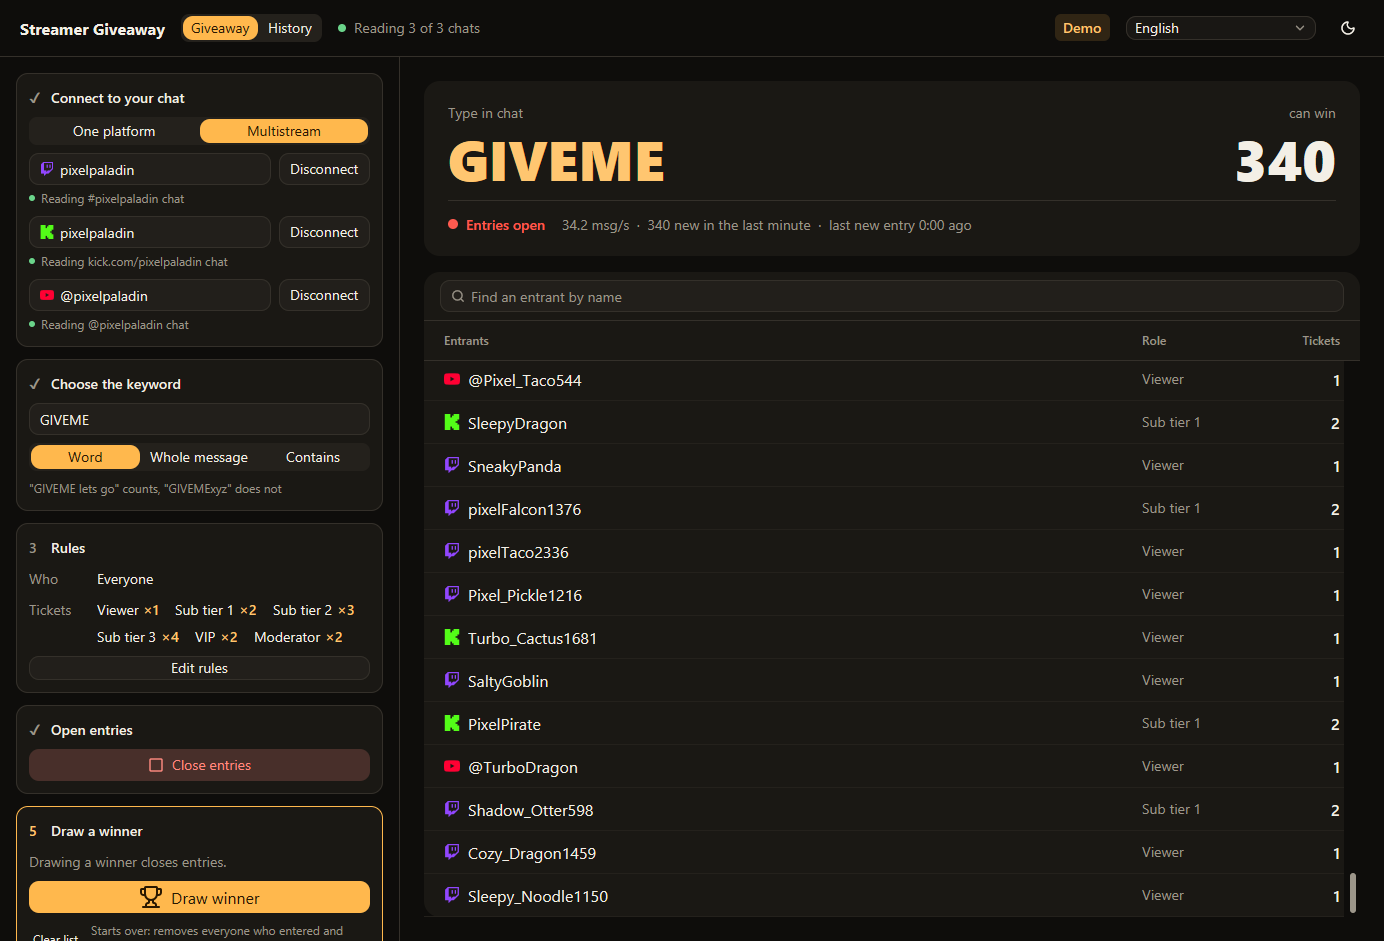 Streamer Giveaway
Giveaway
History
Reading 3 of 3 chats
Demo
English
✓ Connect to your chat
One platform
Multistream
pixelpaladin
Disconnect
Reading #pixelpaladin chat
pixelpaladin
Disconnect
Reading kick.com/pixelpaladin chat
@pixelpaladin
Disconnect
Reading @pixelpaladin chat
✓ Choose the keyword
GIVEME
Word
Whole message
Contains
"GIVEME lets go" counts, "GIVEMExyz" does not
3 Rules
Who Everyone
Tickets Viewer ×1 Sub tier 1 ×2 Sub tier 2 ×3
Sub tier 3 ×4 VIP ×2 Moderator ×2
Edit rules
✓ Open entries
Close entries
5 Draw a winner
Drawing a winner closes entries.
Draw winner
Clear list
Starts over: removes everyone who entered and
Type in chat
can win
GIVEME
340
Entries open 34.2 msg/s · 340 new in the last minute · last new entry 0:00 ago
Find an entrant by name
Entrants Role Tickets
@Pixel_Taco544 Viewer 1
SleepyDragon Sub tier 1 2
SneakyPanda Viewer 1
pixelFalcon1376 Sub tier 1 2
pixelTaco2336 Viewer 1
Pixel_Pickle1216 Viewer 1
Turbo_Cactus1681 Viewer 1
SaltyGoblin Viewer 1
PixelPirate Sub tier 1 2
@TurboDragon Viewer 1
Shadow_Otter598 Sub tier 1 2
Cozy_Dragon1459 Viewer 1
Sleepy_Noodle1150 Viewer 1